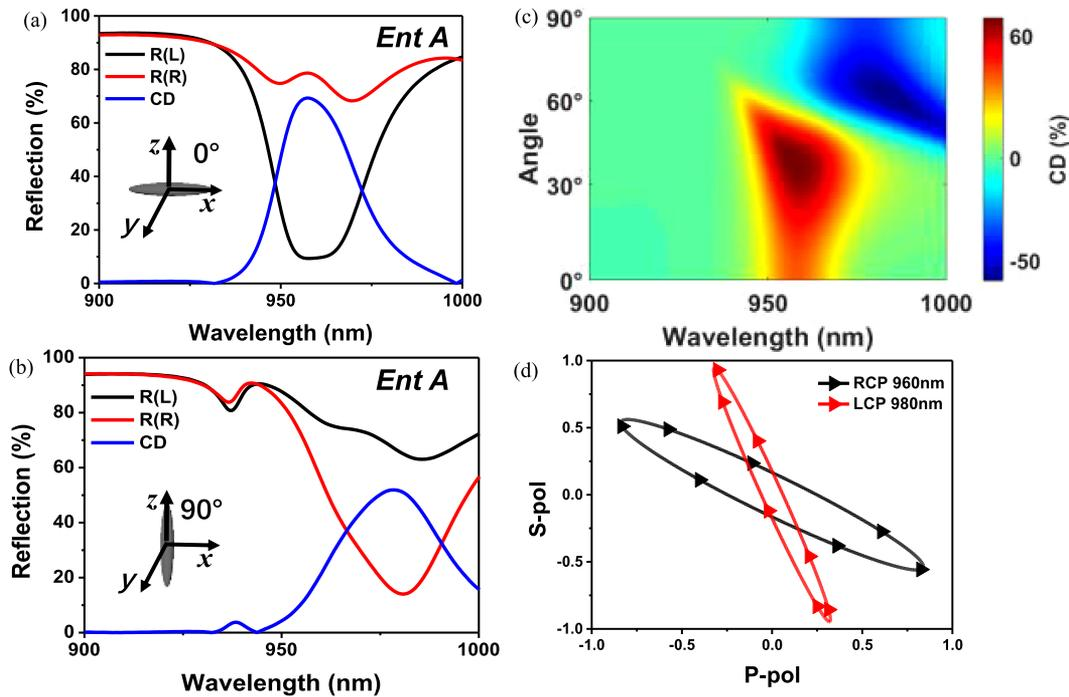 (a)
Ent A
R(L)
R(R)
CD
z
0°
x
y
Reflection (%)
100
80
60
40
20
0
900
950
1000
Wavelength (nm)
(b)
Ent A
R(L)
R(R)
CD
z
90°
x
y
Reflection (%)
100
80
60
40
20
0
900
950
1000
Wavelength (nm)
(c)
Angle
90°
60°
30°
0°
900
950
1000
Wavelength (nm)
60
0
-50
CD (%)
(d)
RCP 960nm
LCP 980nm
S-pol
1.0
0.5
0.0
-0.5
-1.0
-1.0
-0.5
0.0
0.5
1.0
P-pol